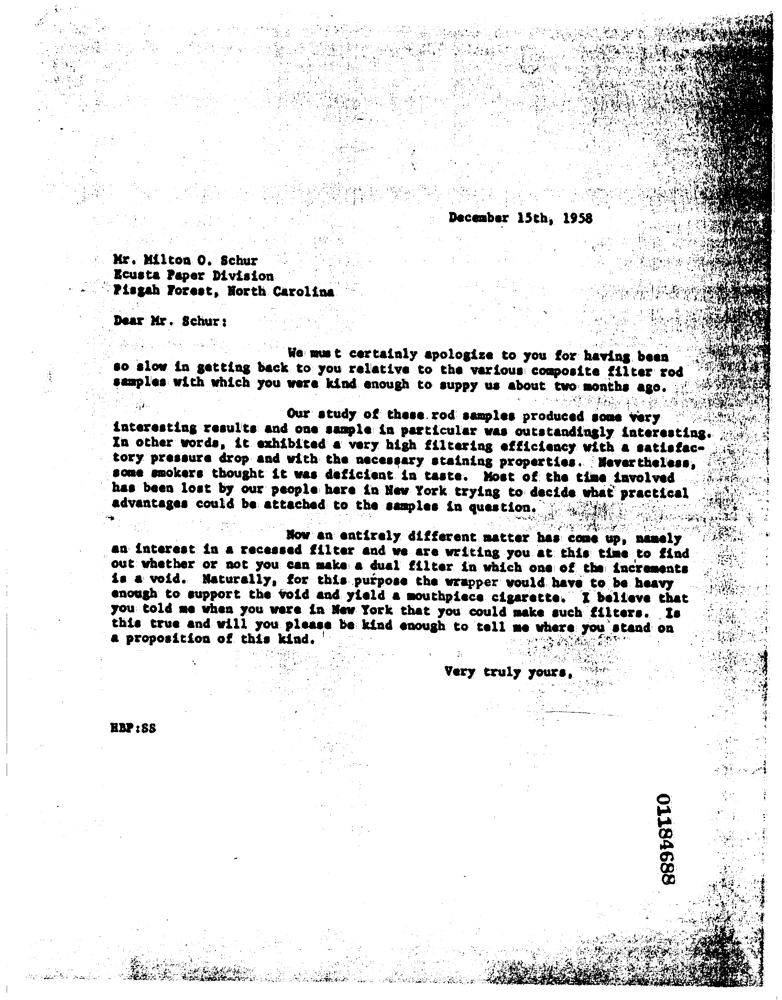 December 15th, 1958
Mr. Milton O. Schur
Ecusta Paper Division
Pisgah Forest, North Carolina
Dear Mr. Schur:
We must certainly apologize to you for having been
so slow in getting back to you relative to the various composite filter rod
samples with which you were kind enough to suppy us about two months ago.
Our study of these rod samples produced some very
interesting results and one sample in particular was outstandingly interesting.
In other words, it exhibited a very high filtering efficiency with a satisfac-
tory pressure drop and with the necessary staining properties. Nevertheless,
some smokers thought it was deficient in taste. Most of the time involved
has been lost by our people here in New York trying to decide what practical
advantages could be attached to the samples in question.
Now an entirely different matter has come up, namely
an interest in a recessed filter and we are writing you at this time to find
out whether or not you can make a dual filter in which one of the increments
is a void. Naturally, for this purpose the wrapper would have to be heavy
enough to support the void and yield a mouthpiece cigarette. I believe that
you told me when you were in New York that you could make such filters. Is
this true and will you please be kind enough to tell me where you stand on
a proposition of this kind.
Very truly yours,
HBP:SS
01184688